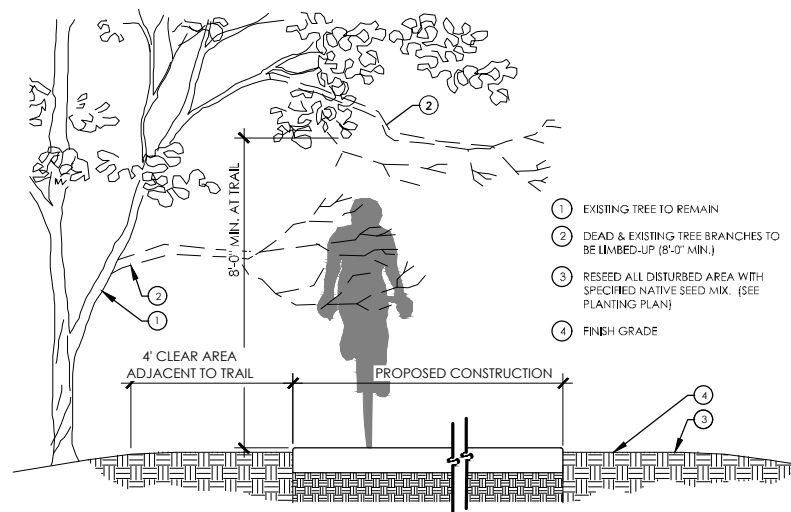 2
8'-0" MIN. AT TRAIL
1 EXISTING TREE TO REMAIN
2 DEAD & EXISTING TREE BRANCHES TO
BE LIMBED-UP (8'-0" MIN.)
3 RESEED ALL DISTURBED AREA WITH
SPECIFIED NATIVE SEED MIX. (SEE
PLANTING PLAN)
4 FINISH GRADE
2
1
4' CLEAR AREA
ADJACENT TO TRAIL
PROPOSED CONSTRUCTION
4
3